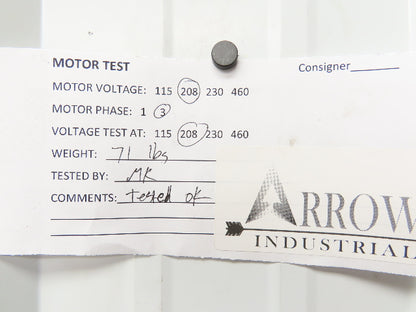 MOTOR TEST
Consigner
MOTOR VOLTAGE: 115 208 230 460
MOTOR PHASE: 1 3
VOLTAGE TEST AT: 115 208 230 460
WEIGHT: 71 lbs
TESTED BY: MK
COMMENTS: tested ok
ARROW
INDUSTRIAL